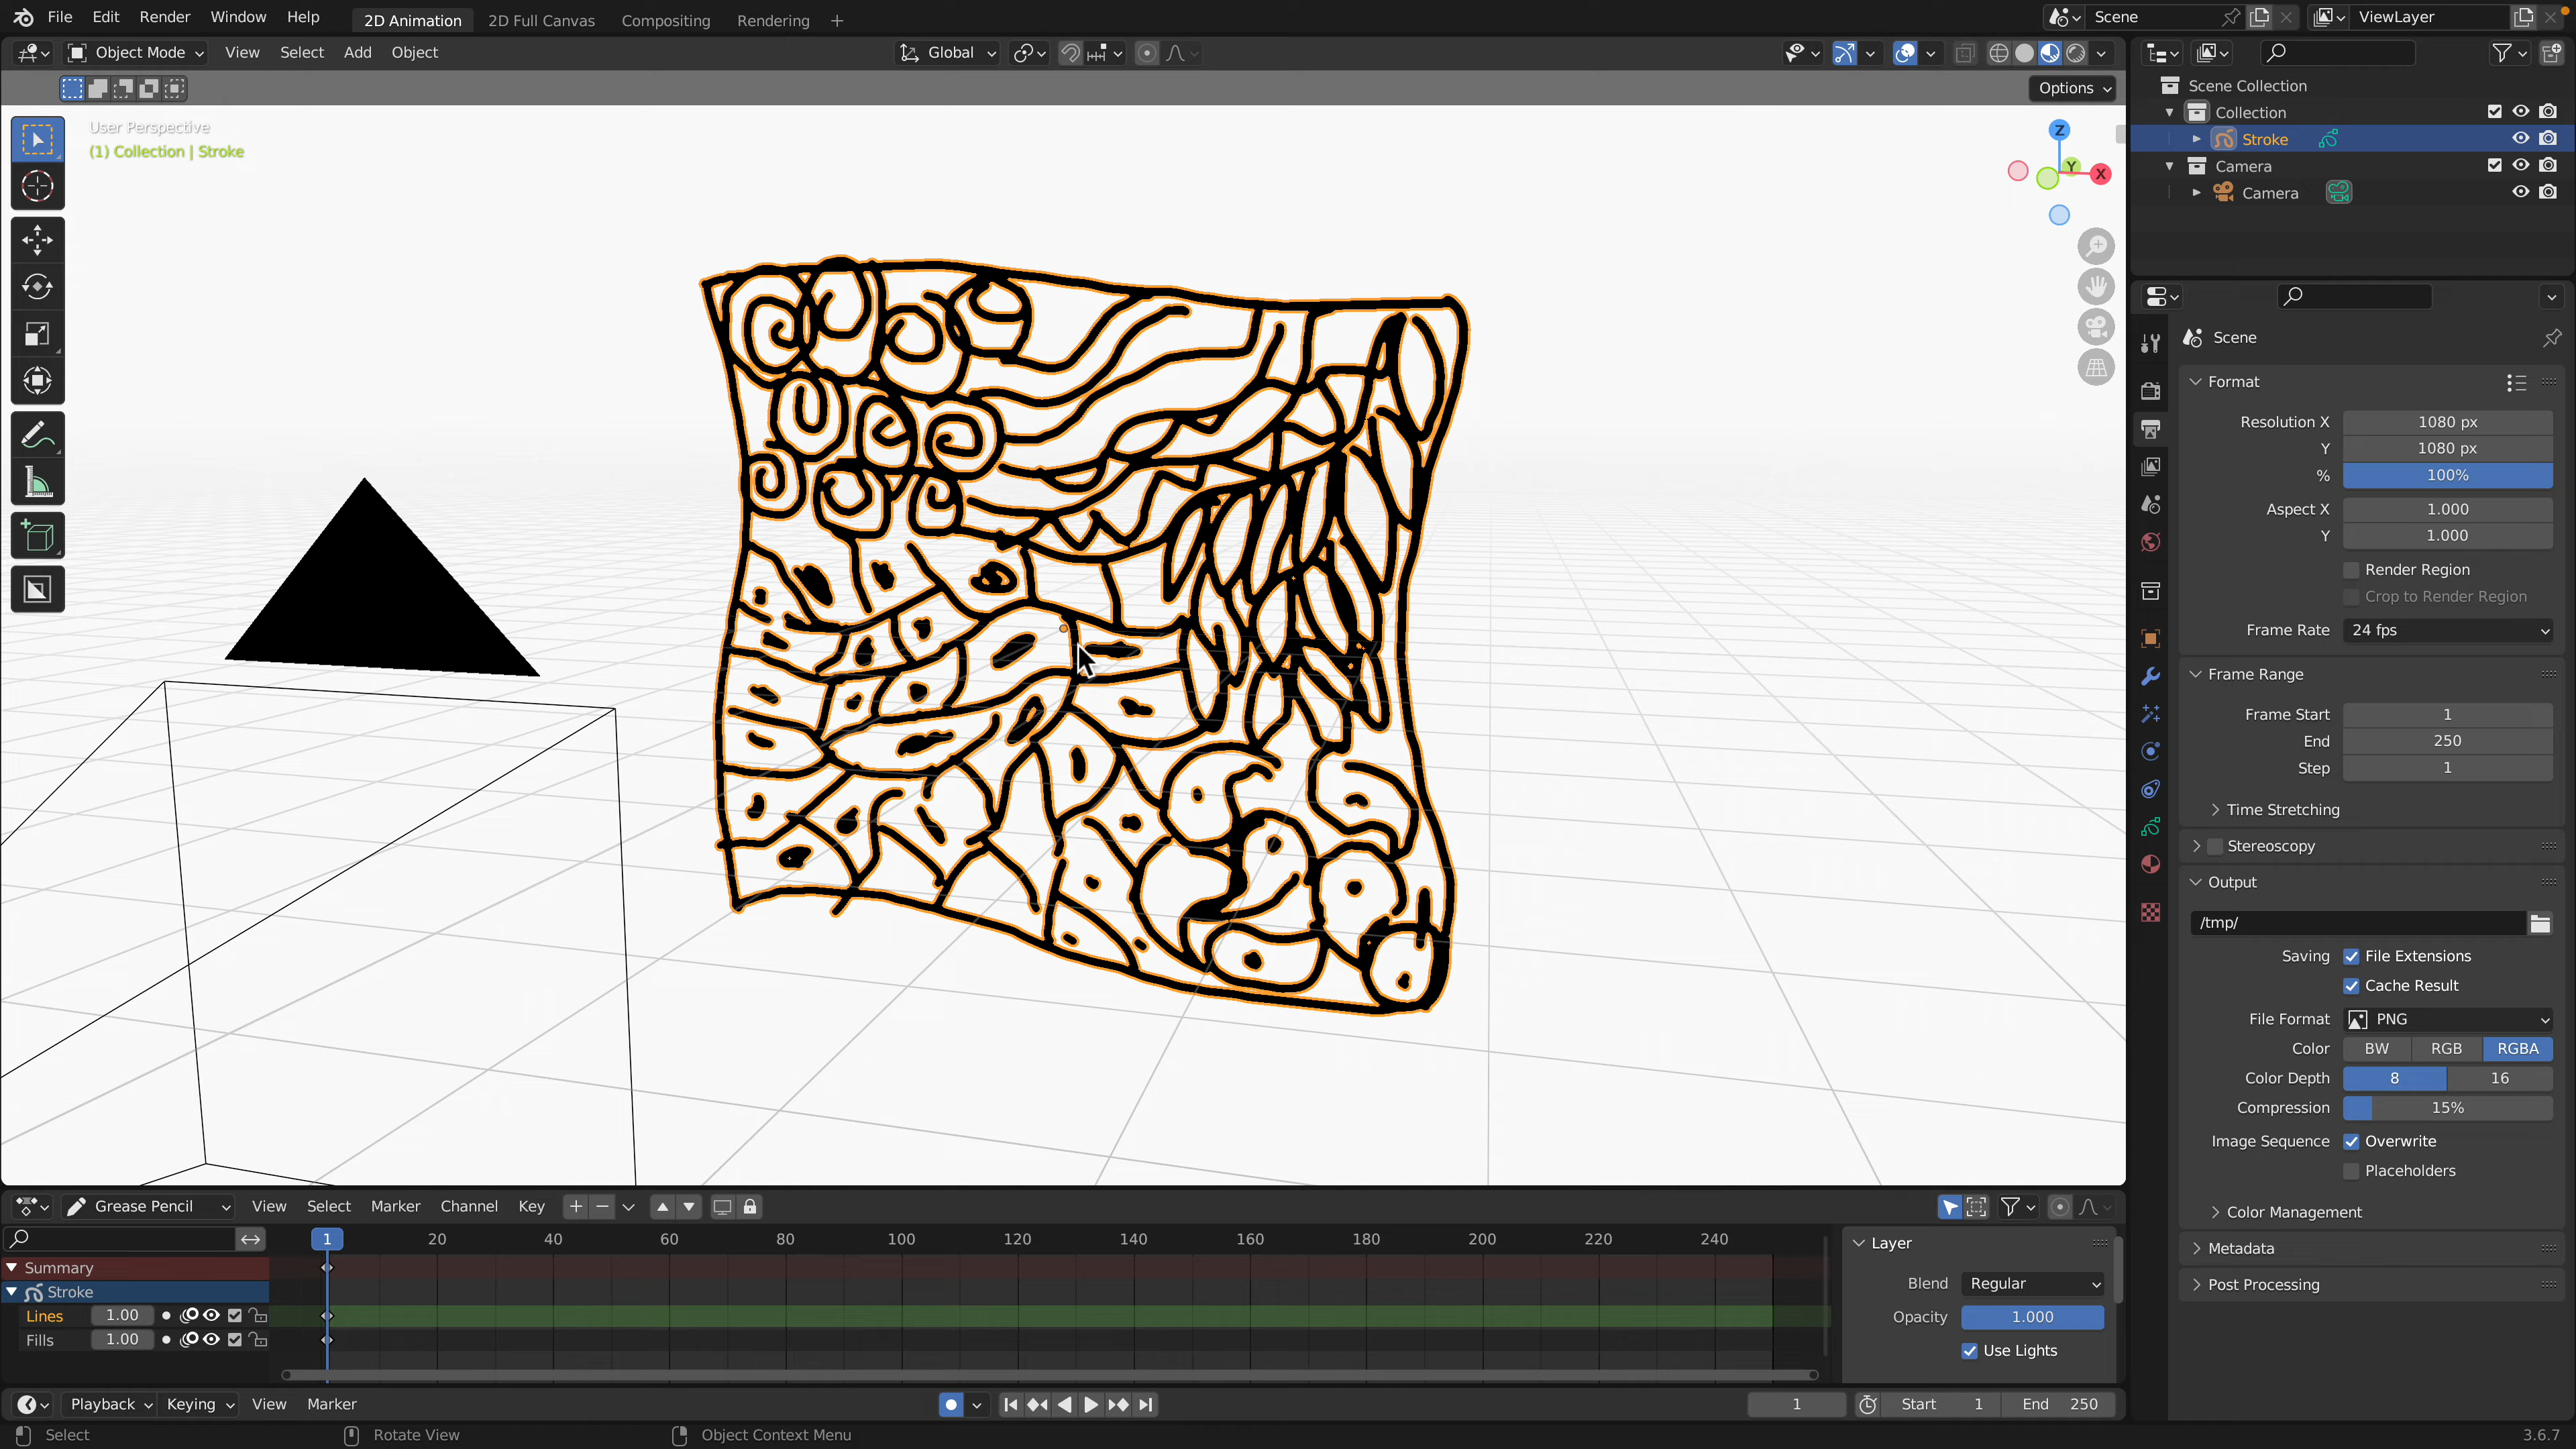 File Edit Render Window Help 2D Animation 2D Full Canvas Compositing Rendering + Scene ViewLayer
Object Mode View Select Add Object Global
Options
User Perspective
(1) Collection | Stroke
Z
Y
X
Scene Collection
Collection
Stroke
Camera
Camera
Scene
Format
Resolution X 1080 px
Y 1080 px
% 100%
Aspect X 1.000
Y 1.000
Render Region
Crop to Render Region
Frame Rate 24 fps
Frame Range
Frame Start 1
End 250
Step 1
Time Stretching
Stereoscopy
Output
/tmp/
Saving File Extensions
Cache Result
File Format PNG
Color BW RGB RGBA
Color Depth 8 16
Compression 15%
Image Sequence Overwrite
Placeholders
Color Management
Metadata
Post Processing
Grease Pencil View Select Marker Channel Key
1 20 40 60 80 100 120 140 160 180 200 220 240
Summary
Stroke
Lines 1.00
Fills 1.00
Layer
Blend Regular
Opacity 1.000
Use Lights
Playback Keying View Marker 1 Start 1 End 250
Select Rotate View Object Context Menu 3.6.7